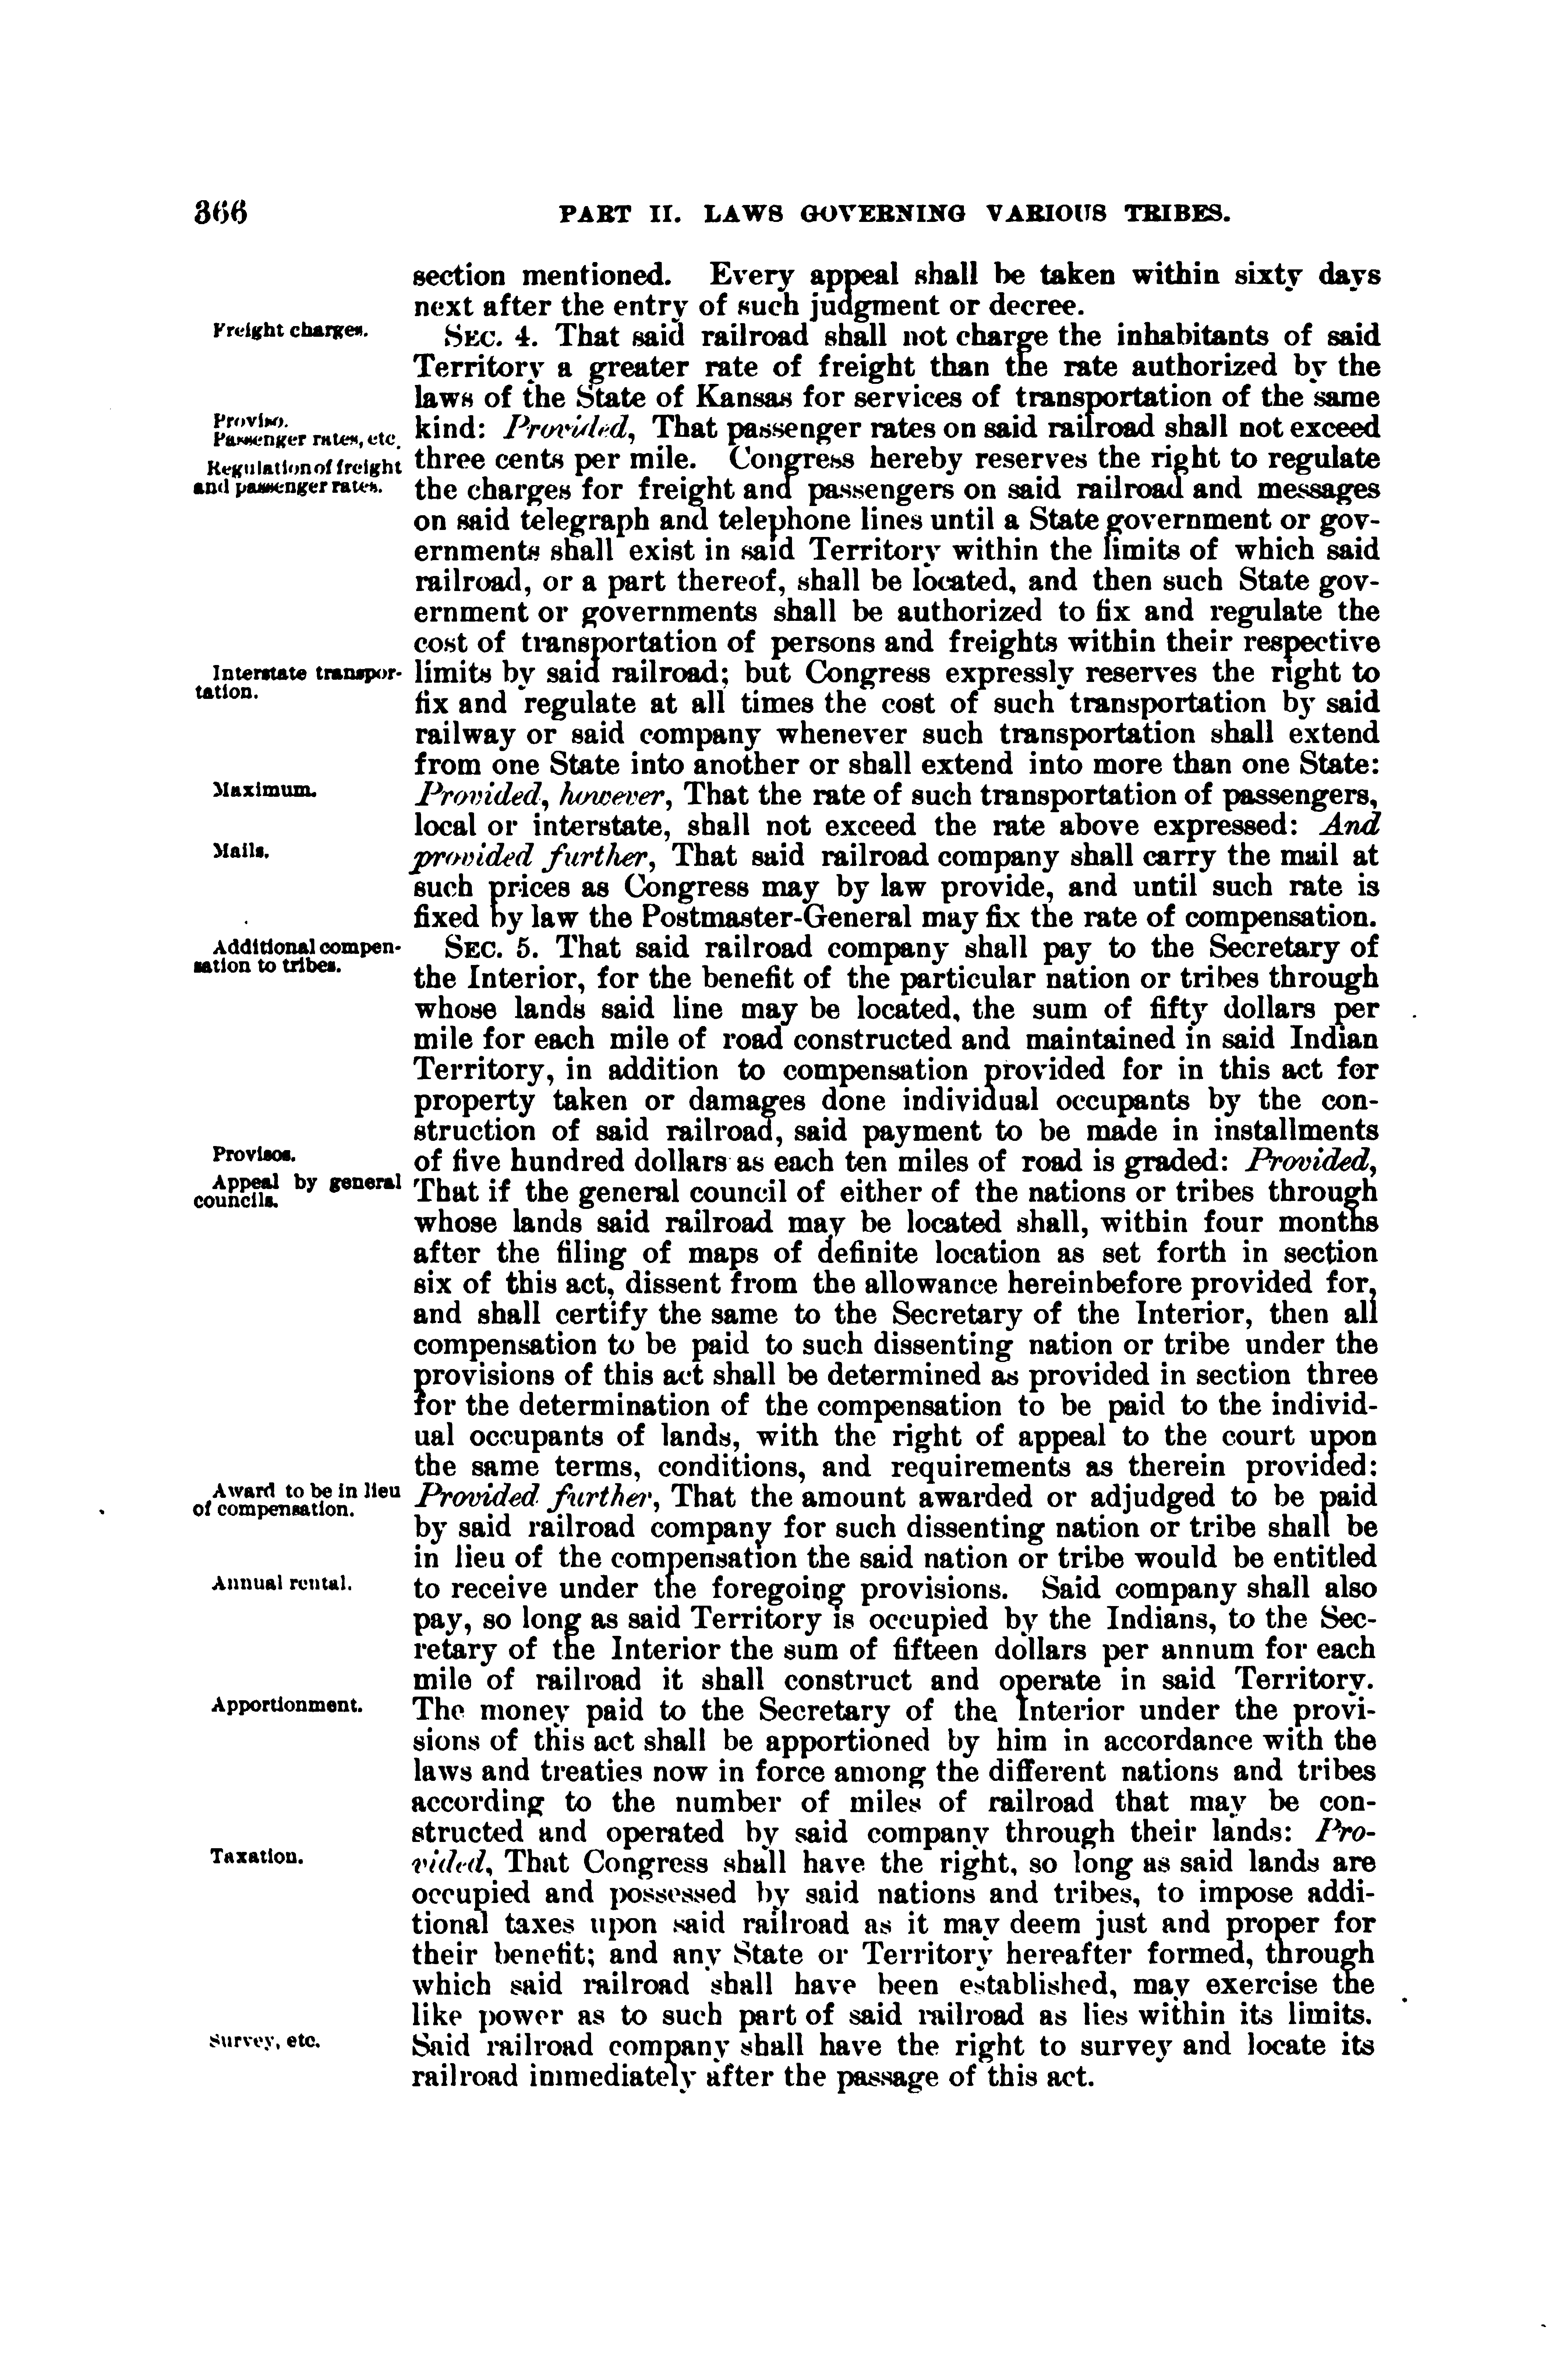 366
PART II. LAWS GOVERNING VARIOUS TRIBES.
section mentioned. Every appeal shall be taken within sixty days
next after the entry of such judgment or decree.
Freight charges.
SEC. 4. That said railroad shall not charge the inhabitants of said
Territory a greater rate of freight than the rate authorized by the
laws of the State of Kansas for services of transportation of the same
Proviso.
Passenger rates, etc.
kind: Provided, That passenger rates on said railroad shall not exceed
Regulation of freight
and passenger rates.
three cents per mile. Congress hereby reserves the right to regulate
the charges for freight and passengers on said railroad and messages
on said telegraph and telephone lines until a State government or gov-
ernments shall exist in said Territory within the limits of which said
railroad, or a part thereof, shall be located, and then such State gov-
ernment or governments shall be authorized to fix and regulate the
cost of transportation of persons and freights within their respective
Interstate transpor-
tation.
limits by said railroad; but Congress expressly reserves the right to
fix and regulate at all times the cost of such transportation by said
railway or said company whenever such transportation shall extend
from one State into another or shall extend into more than one State:
Maximum.
Provided, however, That the rate of such transportation of passengers,
local or interstate, shall not exceed the rate above expressed: And
Mails.
provided further, That said railroad company shall carry the mail at
such prices as Congress may by law provide, and until such rate is
fixed by law the Postmaster-General may fix the rate of compensation.
Additional compen-
sation to tribes.
SEC. 5. That said railroad company shall pay to the Secretary of
the Interior, for the benefit of the particular nation or tribes through
whose lands said line may be located, the sum of fifty dollars per
mile for each mile of road constructed and maintained in said Indian
Territory, in addition to compensation provided for in this act for
property taken or damages done individual occupants by the con-
struction of said railroad, said payment to be made in installments
Provisos.
of five hundred dollars as each ten miles of road is graded: Provided,
Appeal by general
councils.
That if the general council of either of the nations or tribes through
whose lands said railroad may be located shall, within four months
after the filing of maps of definite location as set forth in section
six of this act, dissent from the allowance hereinbefore provided for,
and shall certify the same to the Secretary of the Interior, then all
compensation to be paid to such dissenting nation or tribe under the
provisions of this act shall be determined as provided in section three
for the determination of the compensation to be paid to the individ-
ual occupants of lands, with the right of appeal to the court upon
the same terms, conditions, and requirements as therein provided:
Award to be in lieu
of compensation.
Provided further, That the amount awarded or adjudged to be paid
by said railroad company for such dissenting nation or tribe shall be
in lieu of the compensation the said nation or tribe would be entitled
Annual rental.
to receive under the foregoing provisions. Said company shall also
pay, so long as said Territory is occupied by the Indians, to the Sec-
retary of the Interior the sum of fifteen dollars per annum for each
mile of railroad it shall construct and operate in said Territory.
Apportionment.
The money paid to the Secretary of the Interior under the provi-
sions of this act shall be apportioned by him in accordance with the
laws and treaties now in force among the different nations and tribes
according to the number of miles of railroad that may be con-
structed and operated by said company through their lands: Pro-
Taxation.
vided, That Congress shall have the right, so long as said lands are
occupied and possessed by said nations and tribes, to impose addi-
tional taxes upon said railroad as it may deem just and proper for
their benefit; and any State or Territory hereafter formed, through
which said railroad shall have been established, may exercise the
like power as to such part of said railroad as lies within its limits.
Survey, etc.
Said railroad company shall have the right to survey and locate its
railroad immediately after the passage of this act.